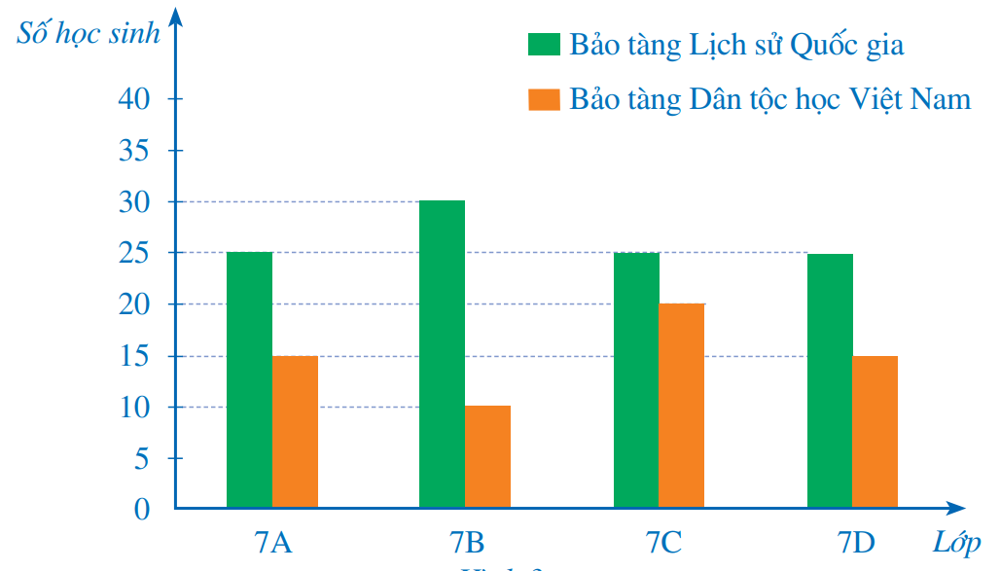 Số học sinh
Bảo tàng Lịch sử Quốc gia
Bảo tàng Dân tộc học Việt Nam
40
35
30
25
20
15
10
5
0
7A 7B 7C 7D Lớp